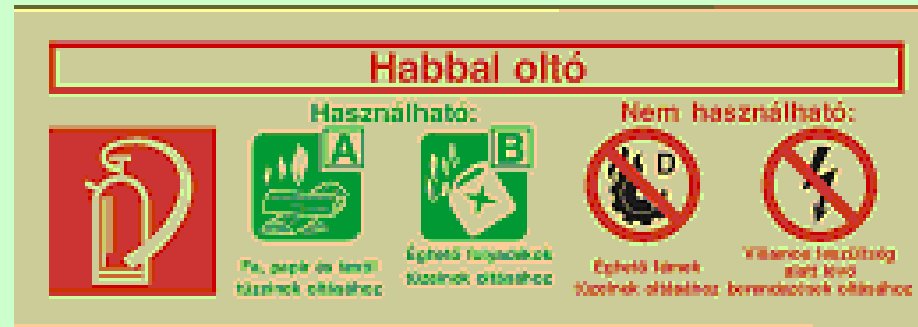 Habbal oltó
Használható:
Nem használható:
A
B
D
Fa, papír és textil
tüzeinek oltásához
Éghető folyadékok
tüzeinek oltásához
Éghető fémek
tüzeinek oltásához
Villamos feszültség
alatt lévő
berendezések oltásához